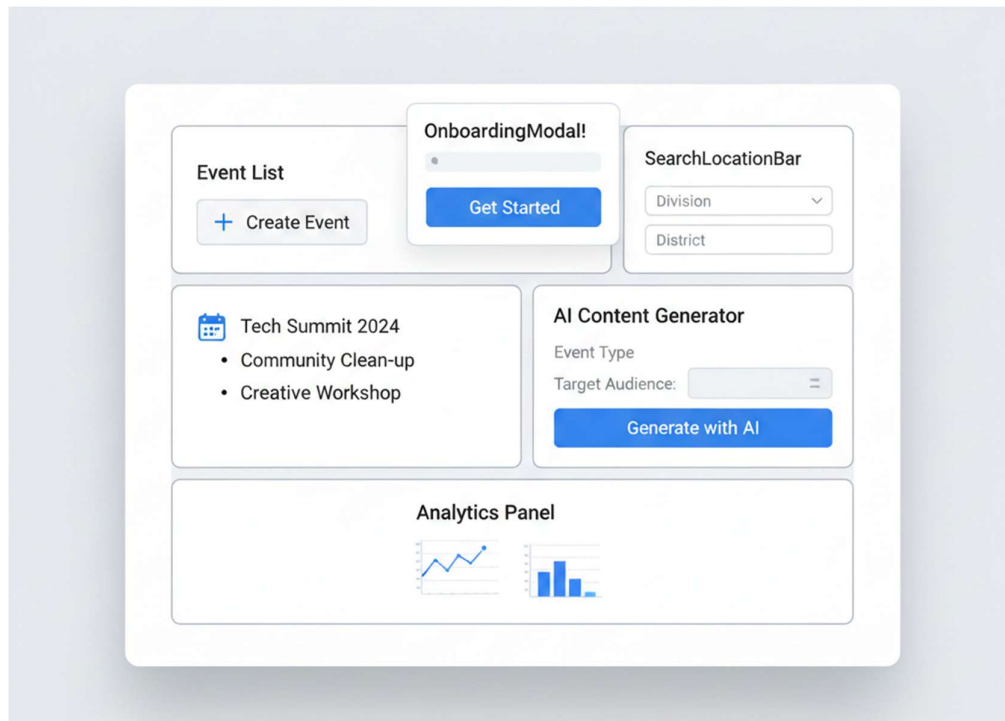 OnboardingModal!
Get Started
Event List
+ Create Event
SearchLocationBar
Division
District
Tech Summit 2024
• Community Clean-up
• Creative Workshop
AI Content Generator
Event Type
Target Audience:
Generate with AI
Analytics Panel